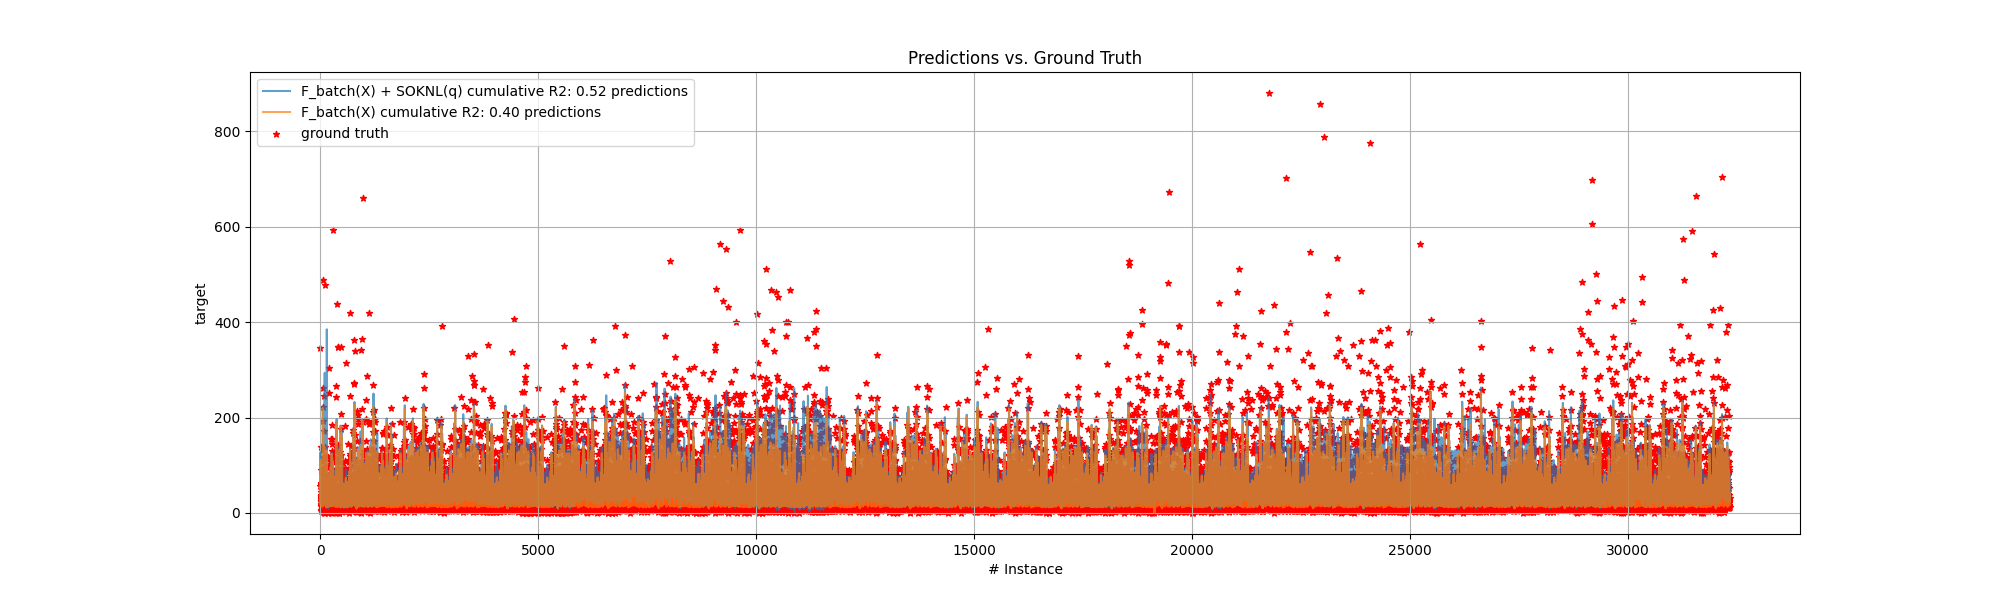 Predictions vs. Ground Truth
F_batch(X) + SOKNL(q) cumulative R2: 0.52 predictions
F_batch(X) cumulative R2: 0.40 predictions
ground truth
target
800
600
400
200
0
0 5000 10000 15000 20000 25000 30000
# Instance